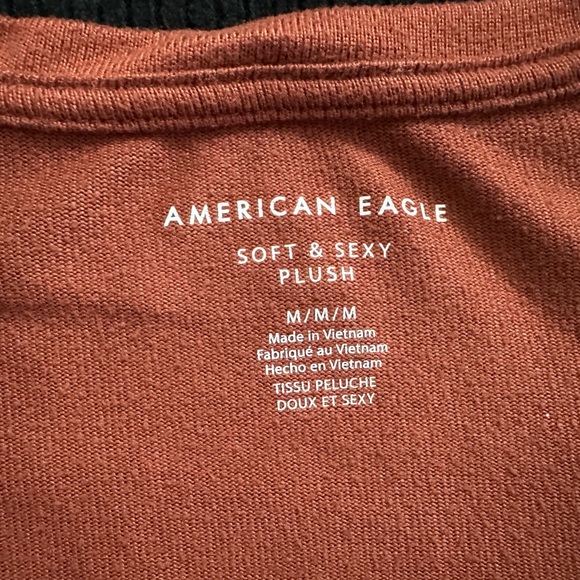 AMERICAN EAGLE
SOFT & SEXY
PLUSH
M/M/M
Made in Vietnam
Fabriqué au Vietnam
Hecho en Vietnam
TISSU PELUCHE
DOUX ET SEXY